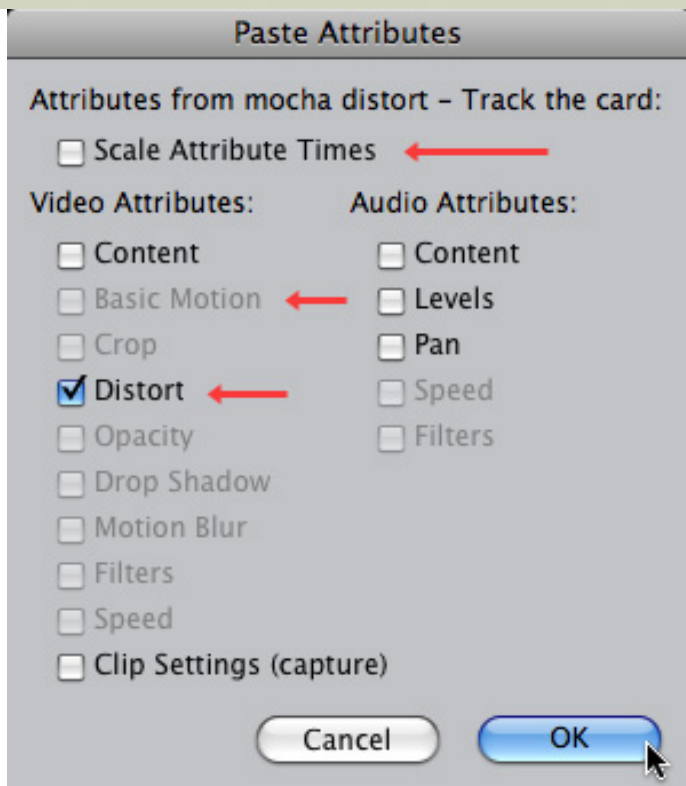 Paste Attributes
Attributes from mocha distort – Track the card:
Scale Attribute Times
Video Attributes:
Content
Basic Motion
Crop
Distort
Opacity
Drop Shadow
Motion Blur
Filters
Speed
Clip Settings (capture)
Audio Attributes:
Content
Levels
Pan
Speed
Filters
Cancel
OK